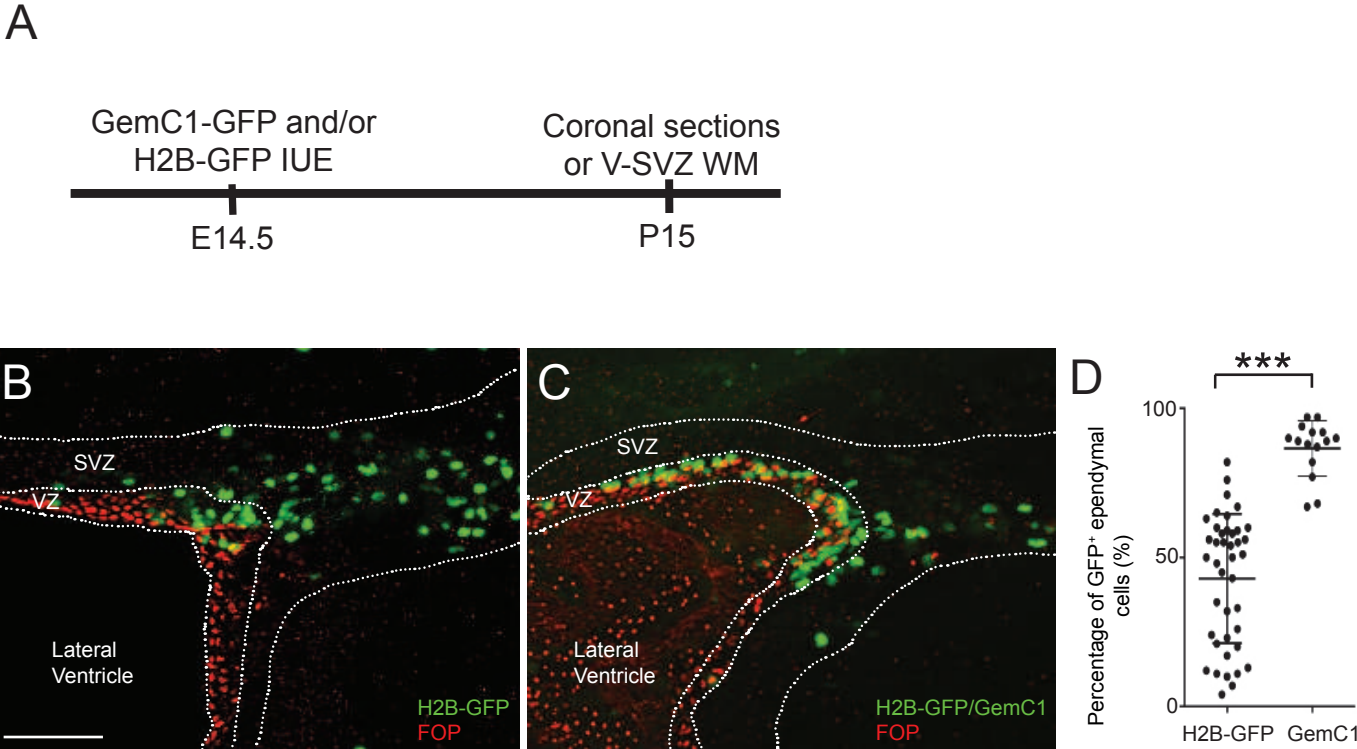 A
GemC1-GFP and/or
H2B-GFP IUE
Coronal sections
or V-SVZ WM
E14.5
P15
B
SVZ
VZ
Lateral
Ventricle
H2B-GFP
FOP
C
SVZ
VZ
Lateral
Ventricle
H2B-GFP/GemC1
FOP
D
***
Percentage of GFP⁺ ependymal
cells (%)
100
50
0
H2B-GFP
GemC1